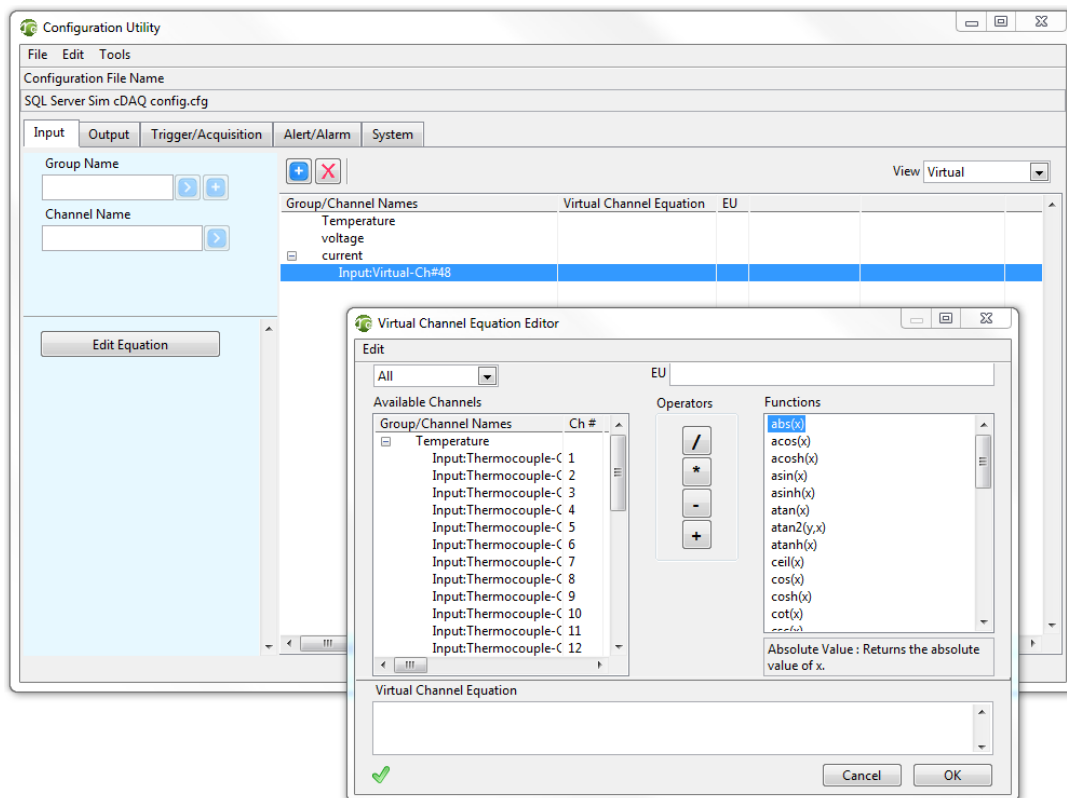 Configuration Utility
File Edit Tools
Configuration File Name
SQL Server Sim cDAQ config.cfg
Input Output Trigger/Acquisition Alert/Alarm System
Group Name
Channel Name
Edit Equation
View Virtual
Group/Channel Names Virtual Channel Equation EU
Temperature
voltage
current
Input:Virtual-Ch#48
Virtual Channel Equation Editor
Edit
All
EU
Available Channels
Group/Channel Names Ch #
Temperature
Input:Thermocouple-C 1
Input:Thermocouple-C 2
Input:Thermocouple-C 3
Input:Thermocouple-C 4
Input:Thermocouple-C 5
Input:Thermocouple-C 6
Input:Thermocouple-C 7
Input:Thermocouple-C 8
Input:Thermocouple-C 9
Input:Thermocouple-C 10
Input:Thermocouple-C 11
Input:Thermocouple-C 12
Operators
/
*
-
+
Functions
abs(x)
acos(x)
acosh(x)
asin(x)
asinh(x)
atan(x)
atan2(y,x)
atanh(x)
ceil(x)
cos(x)
cosh(x)
cot(x)
csc(x)
Absolute Value : Returns the absolute
value of x.
Virtual Channel Equation
Cancel OK